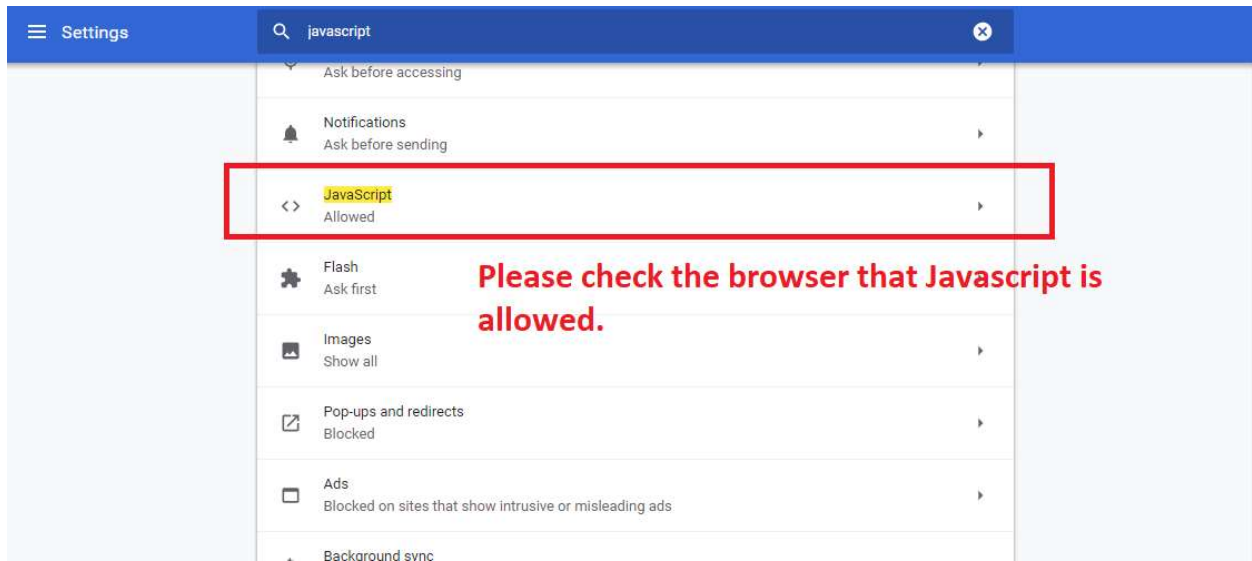 Settings
javascript
Ask before accessing
Notifications
Ask before sending
JavaScript
Allowed
Flash
Ask first
Please check the browser that Javascript is
allowed.
Images
Show all
Pop-ups and redirects
Blocked
Ads
Blocked on sites that show intrusive or misleading ads
Background sync